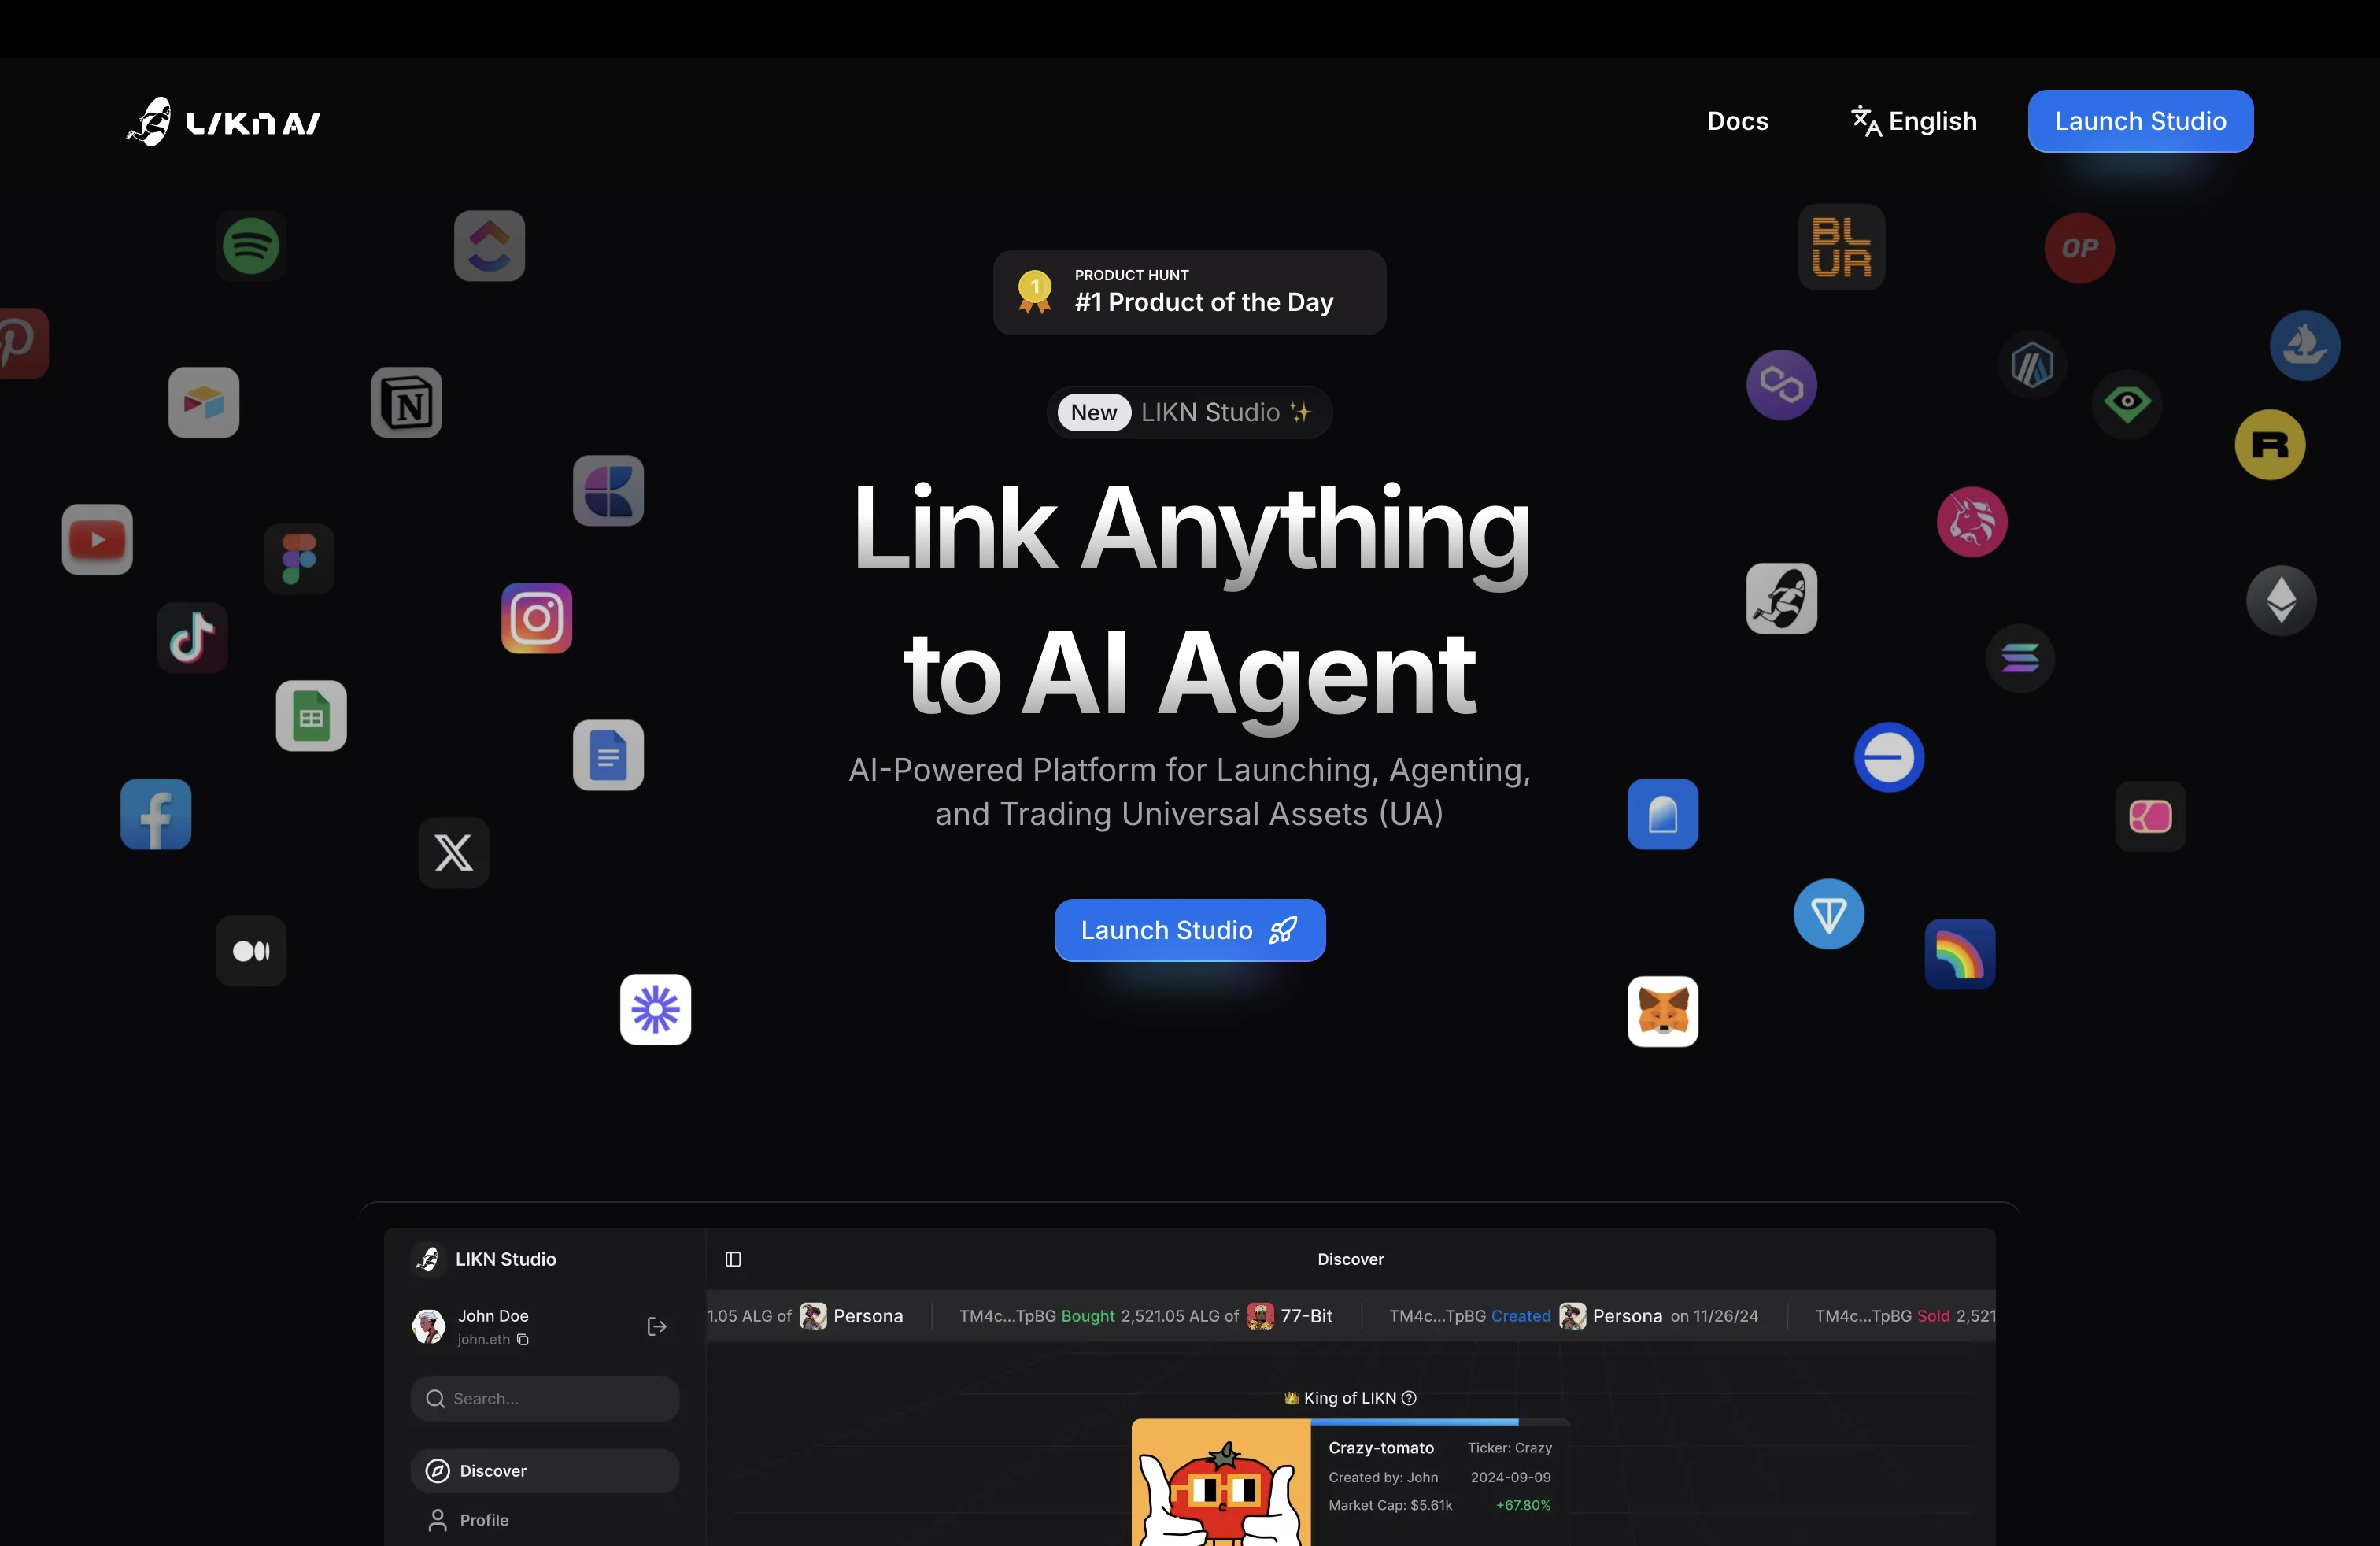 LIKN AI
Docs
English
Launch Studio
BL
UR
OP
PRODUCT HUNT
#1 Product of the Day
1
New LIKN Studio
Link Anything
to AI Agent
AI-Powered Platform for Launching, Agenting,
and Trading Universal Assets (UA)
Launch Studio
LIKN Studio
Discover
John Doe
john.eth
1.05 ALG of Persona
TM4c...TpBG Bought 2,521.05 ALG of 77-Bit
TM4c...TpBG Created Persona on 11/26/24
TM4c...TpBG Sold 2,521
Search...
King of LIKN
Discover
Crazy-tomato
Ticker: Crazy
Created by: John
2024-09-09
Market Cap: $5.61k
+67.80%
Profile